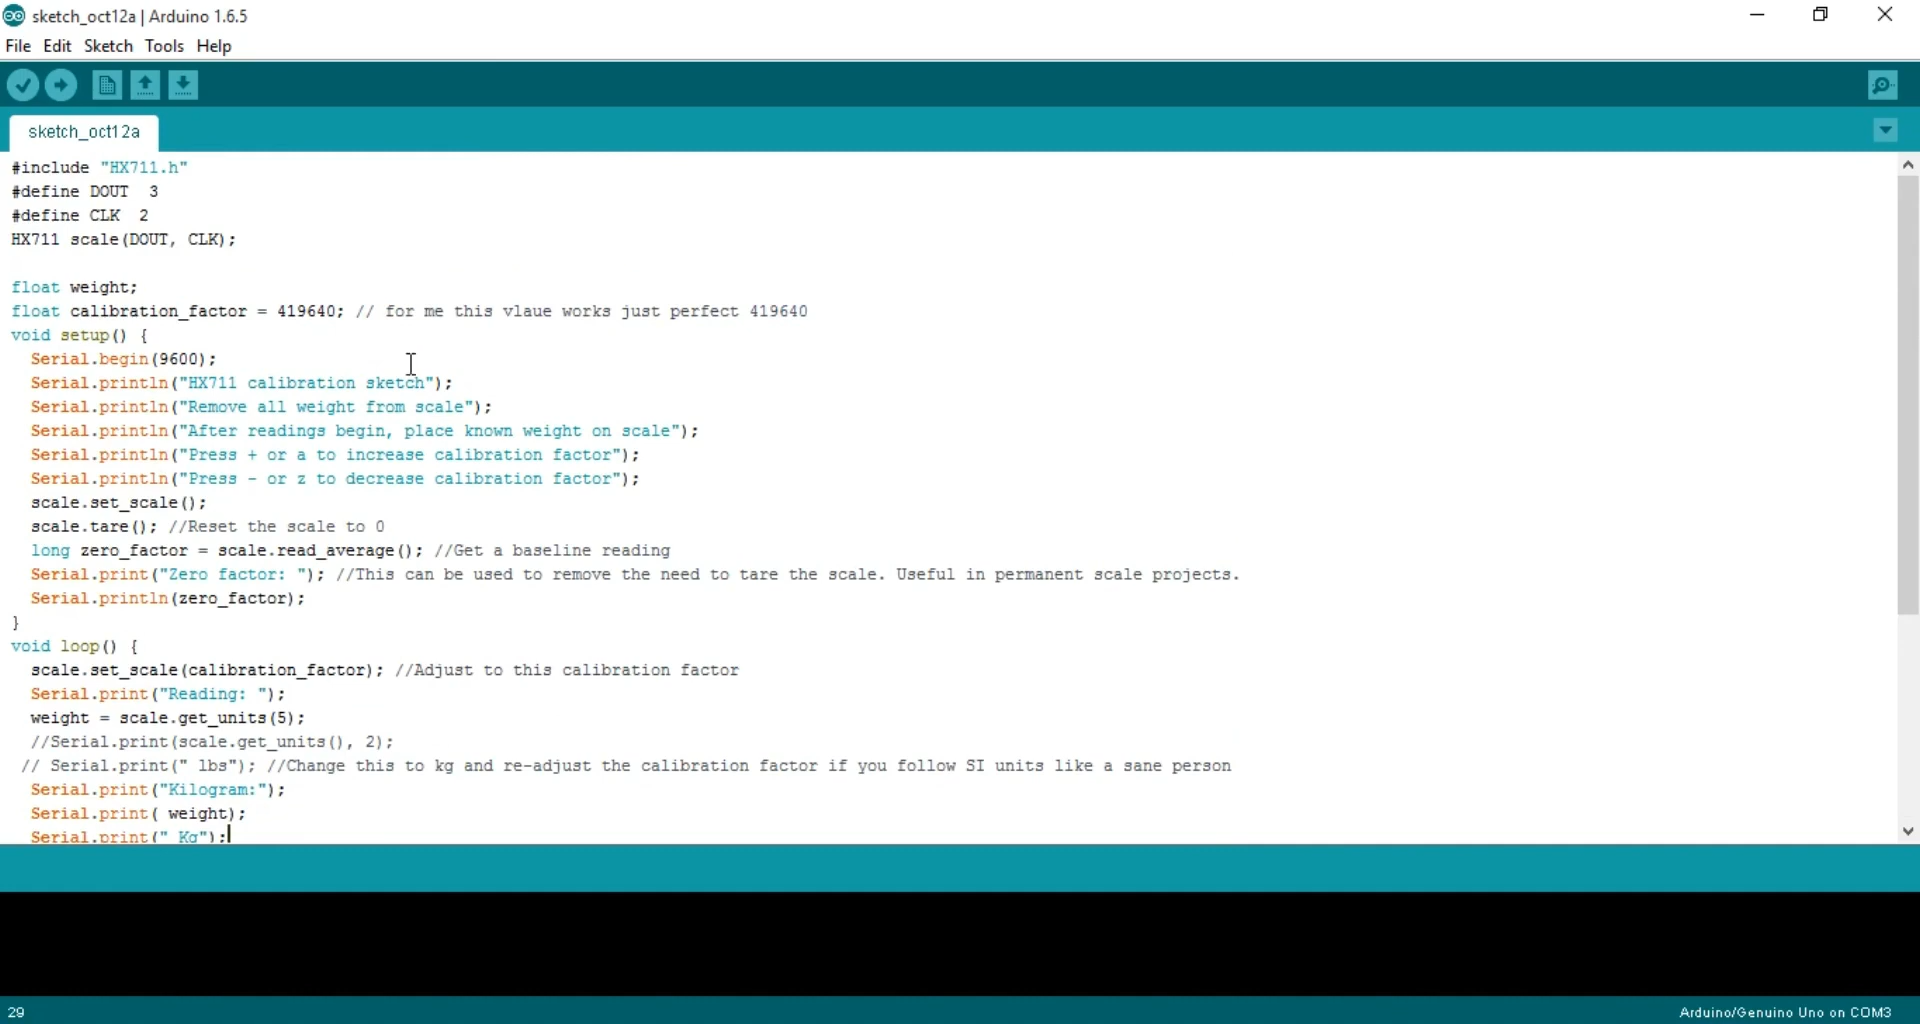 sketch_oct12a | Arduino 1.6.5
File Edit Sketch Tools Help
sketch_oct12a
#include "HX711.h"
#define DOUT  3
#define CLK  2
HX711 scale(DOUT, CLK);
float weight;
float calibration_factor = 419640; // for me this vlaue works just perfect 419640
void setup() {
  Serial.begin(9600);
  Serial.println("HX711 calibration sketch");
  Serial.println("Remove all weight from scale");
  Serial.println("After readings begin, place known weight on scale");
  Serial.println("Press + or a to increase calibration factor");
  Serial.println("Press - or z to decrease calibration factor");
  scale.set_scale();
  scale.tare(); //Reset the scale to 0
  long zero_factor = scale.read_average(); //Get a baseline reading
  Serial.print("Zero factor: "); //This can be used to remove the need to tare the scale. Useful in permanent scale projects.
  Serial.println(zero_factor);
}
void loop() {
  scale.set_scale(calibration_factor); //Adjust to this calibration factor
  Serial.print("Reading: ");
  weight = scale.get_units(5);
  //Serial.print(scale.get_units(), 2);
 // Serial.print(" lbs"); //Change this to kg and re-adjust the calibration factor if you follow SI units like a sane person
  Serial.print("Kilogram:");
  Serial.print( weight);
  Serial.print(" Kg");
29
Arduino/Genuino Uno on COM3